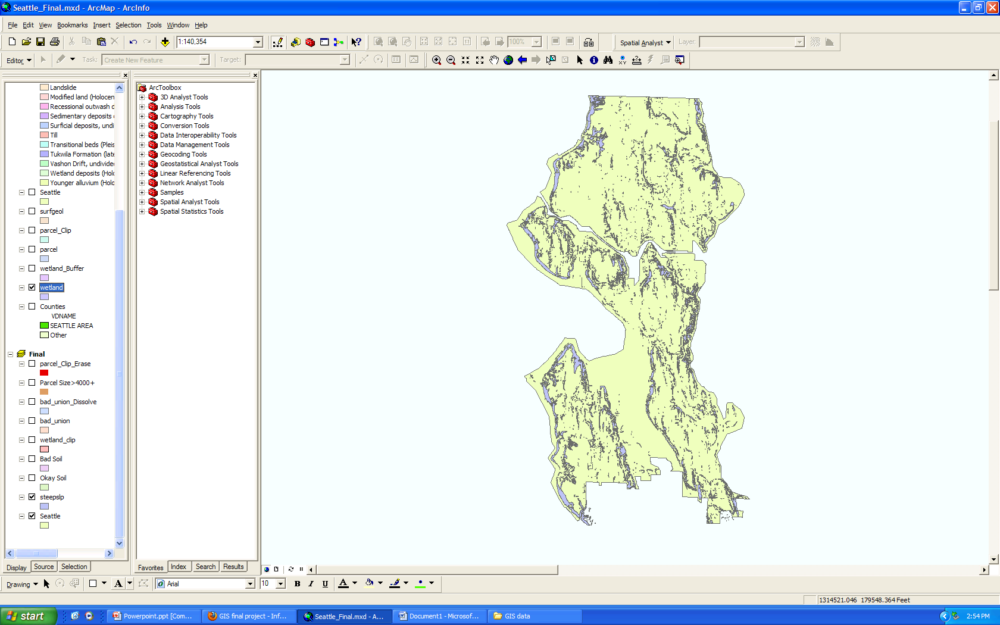 Seattle_Final.mxd - ArcMap - ArcInfo
File Edit View Bookmarks Insert Selection Tools Window Help
1:140,354
100%
Spatial Analyst
Layer:
Editor
Task:
Create New Feature
Target:
Landslide
Modified land (Holocen
Recessional outwash d
Sedimentary deposits
Surficial deposits, undi
Till
Transitional beds (Pleis
Tukwila Formation (late
Vashon Drift, undivide
Wetland deposits (Holo
Younger alluvium (Holo
Seattle
surfgeol
parcel_Clip
parcel
wetland_Buffer
wetland
Counties
VDNAME
SEATTLE AREA
Other
Final
parcel_Clip_Erase
Parcel Size>4000+
bad_union_Dissolve
bad_union
wetland_clip
Bad Soil
Okay Soil
steepslp
Seattle
Display Source Selection
ArcToolbox
3D Analyst Tools
Analysis Tools
Cartography Tools
Conversion Tools
Data Interoperability Tools
Data Management Tools
Geocoding Tools
Geostatistical Analyst Tools
Linear Referencing Tools
Network Analyst Tools
Samples
Spatial Analyst Tools
Spatial Statistics Tools
Favorites Index Search Results
Drawing
A
Arial
10
B I U A
1314521.046 179548.364 Feet
start
Powerpoint.ppt [Com...
GIS final project - Inf...
Seattle_Final.mxd - A...
Document1 - Microsof...
GIS data
2:54 PM